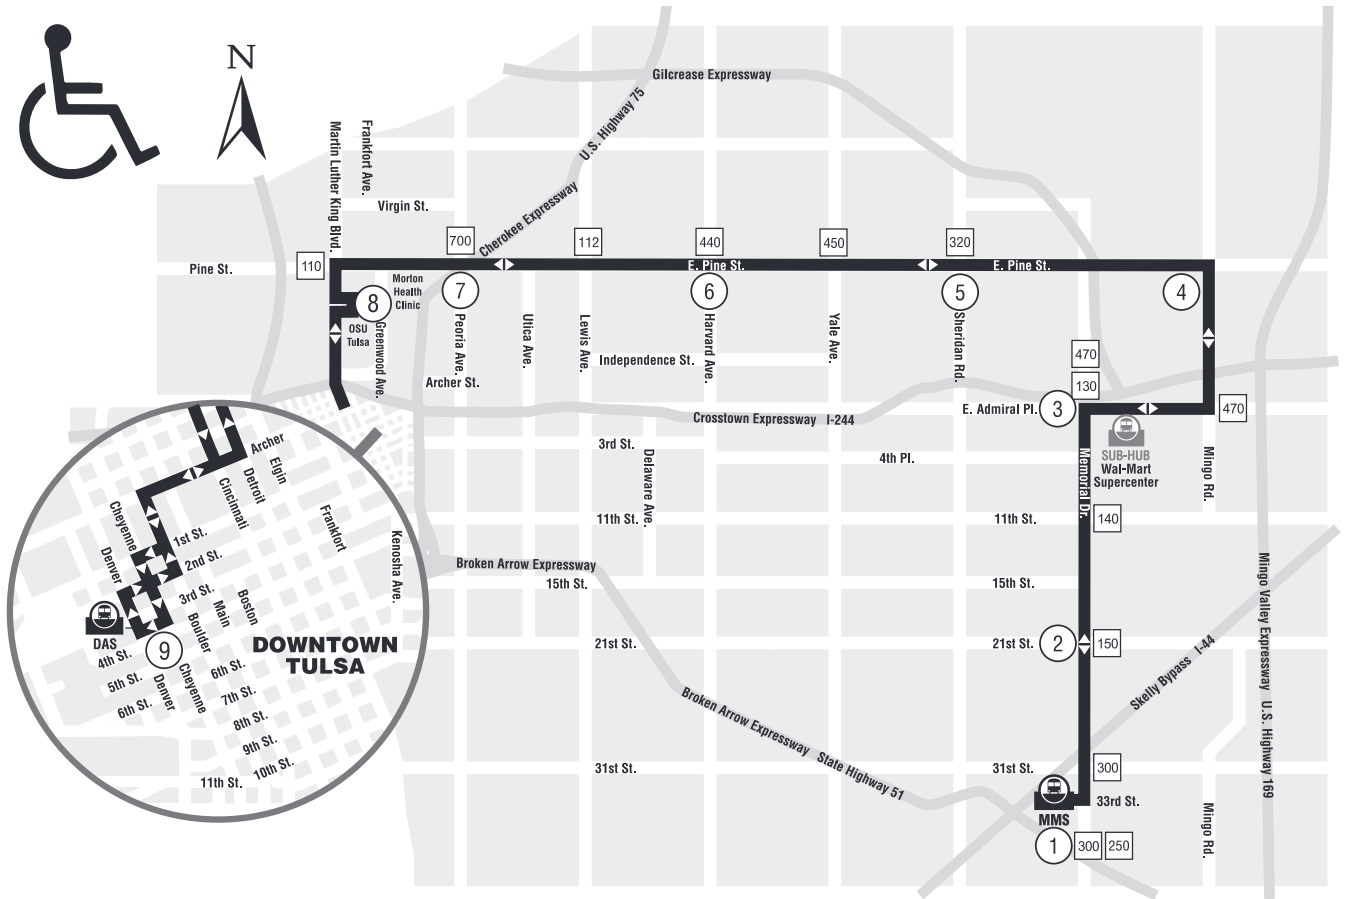 N
Gilcrease Expressway
U.S. Highway 75
Cherokee Expressway
Martin Luther King Blvd.
Frankfort Ave.
Virgin St.
700
112
440
450
320
Pine St.
110
E. Pine St.
E. Pine St.
Morton
Health
Clinic
8
7
6
5
4
OSU
Tulsa
Greenwood Ave.
Peoria Ave.
Utica Ave.
Lewis Ave.
Harvard Ave.
Yale Ave.
Sheridan Rd.
Independence St.
Archer St.
470
130
E. Admiral Pl.
3
470
Crosstown Expressway I-244
SUB-HUB
Wal-Mart
Supercenter
3rd St.
4th Pl.
Delaware Ave.
Memorial Dr.
Mingo Rd.
11th St.
11th St.
140
Broken Arrow Expressway
15th St.
15th St.
21st St.
21st St.
2
150
Skelly Bypass I-44
Mingo Valley Expressway U.S. Highway 169
Broken Arrow Expressway State Highway 51
31st St.
31st St.
300
33rd St.
MMS
1
300
250
Mingo Rd.
Archer
Elgin
Detroit
Cincinnati
Frankfort
Kenosha Ave.
Cheyenne
Denver
1st St.
2nd St.
3rd St.
Boston
Main
Boulder
DAS
9
DOWNTOWN
TULSA
4th St.
5th St.
6th St.
Denver
Cheyenne
6th St.
7th St.
8th St.
9th St.
10th St.
11th St.